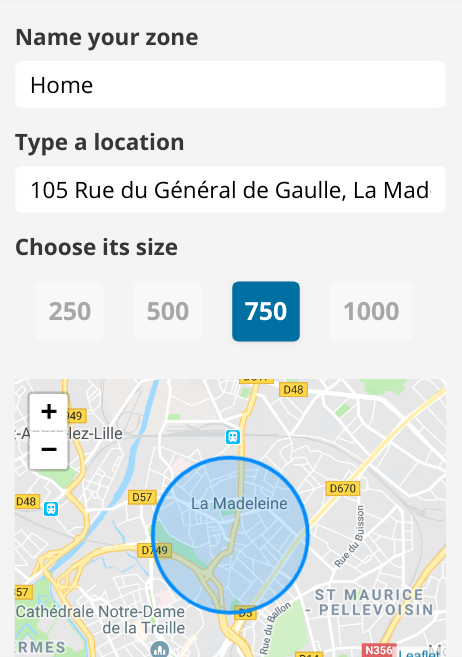 Name your zone
Home
Type a location
105 Rue du Général de Gaulle, La Mad
Choose its size
250 500 750 1000
D48
+
949
lez-Lille
−
D48
La Madeleine
D670
D57
Rue du Buisson
D749
57
ST MAURICE
- PELLEVOISIN
Cathédrale Notre-Dame
de la Treille
D3
Rue du Ballon
RMES
N356
Leaflet